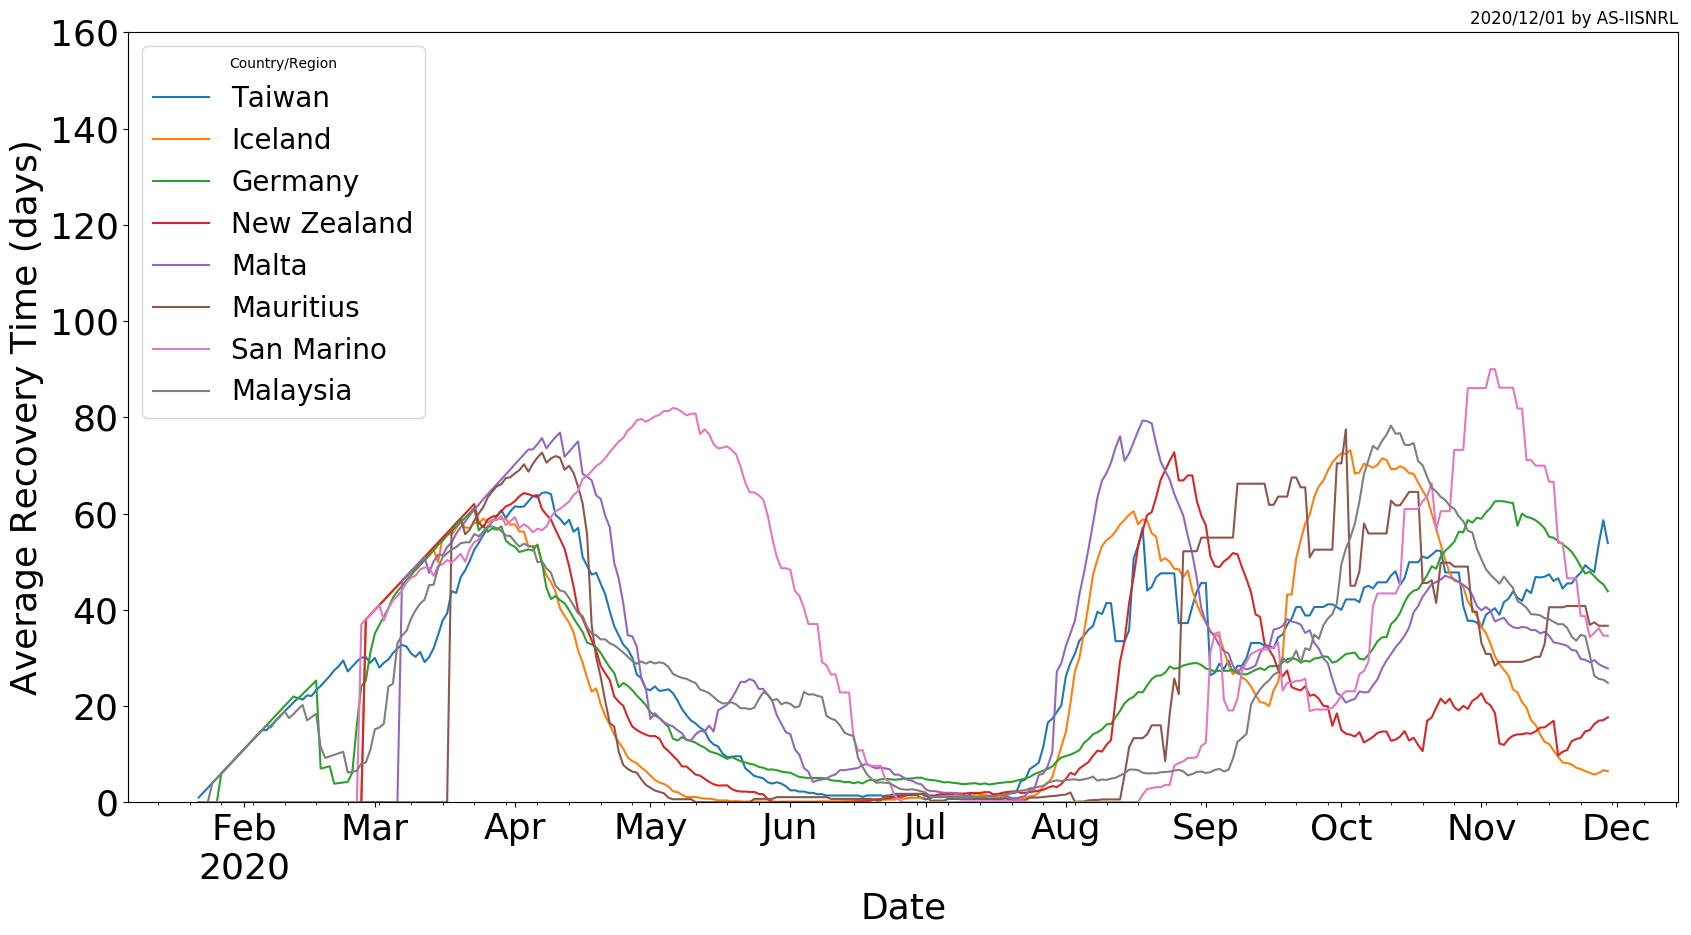 2020/12/01 by AS-IISNRL
Average Recovery Time (days)
160
140
120
100
80
60
40
20
0
Country/Region
Taiwan
Iceland
Germany
New Zealand
Malta
Mauritius
San Marino
Malaysia
Feb Mar Apr May Jun Jul Aug Sep Oct Nov Dec
2020
Date